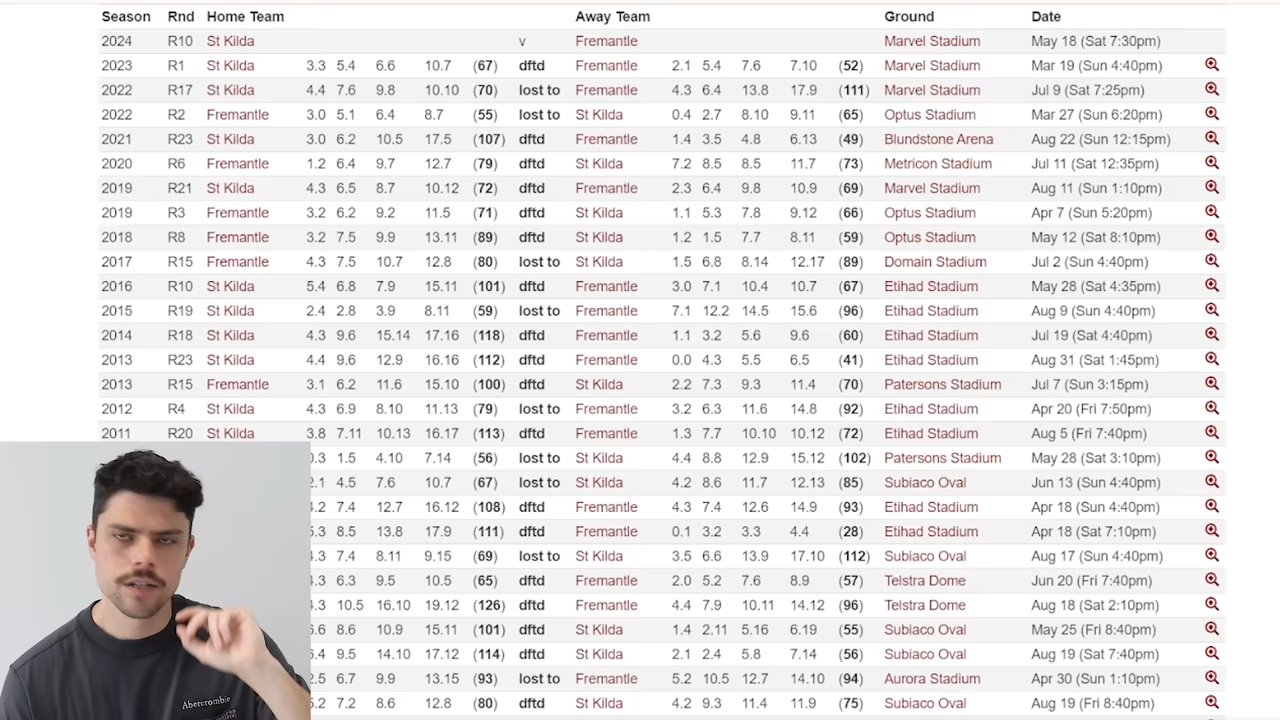 Season Rnd Home Team Away Team Ground Date
2024 R10 St Kilda v Fremantle Marvel Stadium May 18 (Sat 7:30pm)
2023 R1 St Kilda 3.3 5.4 6.6 10.7 (67) dftd Fremantle 2.1 5.4 7.6 7.10 (52) Marvel Stadium Mar 19 (Sun 4:40pm)
2022 R17 St Kilda 4.4 7.6 9.8 10.10 (70) lost to Fremantle 4.3 6.4 13.8 17.9 (111) Marvel Stadium Jul 9 (Sat 7:25pm)
2022 R2 Fremantle 3.0 5.1 6.4 8.7 (55) lost to St Kilda 0.4 2.7 8.10 9.11 (65) Optus Stadium Mar 27 (Sun 6:20pm)
2021 R23 St Kilda 3.0 6.2 10.5 17.5 (107) dftd Fremantle 1.4 3.5 4.8 6.13 (49) Blundstone Arena Aug 22 (Sun 12:15pm)
2020 R6 Fremantle 1.2 6.4 9.7 12.7 (79) dftd St Kilda 7.2 8.5 8.5 11.7 (73) Metricon Stadium Jul 11 (Sat 12:35pm)
2019 R21 St Kilda 4.3 6.5 8.7 10.12 (72) dftd Fremantle 2.3 6.4 9.8 10.9 (69) Marvel Stadium Aug 11 (Sun 1:10pm)
2019 R3 Fremantle 3.2 6.2 9.2 11.5 (71) dftd St Kilda 1.1 5.3 7.8 9.12 (66) Optus Stadium Apr 7 (Sun 5:20pm)
2018 R8 Fremantle 3.2 7.5 9.9 13.11 (89) dftd St Kilda 1.2 1.5 7.7 8.11 (59) Optus Stadium May 12 (Sat 8:10pm)
2017 R15 Fremantle 4.3 7.5 10.7 12.8 (80) lost to St Kilda 1.5 6.8 8.14 12.17 (89) Domain Stadium Jul 2 (Sun 4:40pm)
2016 R10 St Kilda 5.4 6.8 7.9 15.11 (101) dftd Fremantle 3.0 7.1 10.4 10.7 (67) Etihad Stadium May 28 (Sat 4:35pm)
2015 R19 St Kilda 2.4 2.8 3.9 8.11 (59) lost to Fremantle 7.1 12.2 14.5 15.6 (96) Etihad Stadium Aug 9 (Sun 4:40pm)
2014 R18 St Kilda 4.3 9.6 15.14 17.16 (118) dftd Fremantle 1.1 3.2 5.6 9.6 (60) Etihad Stadium Jul 19 (Sat 4:40pm)
2013 R23 St Kilda 4.4 9.6 12.9 16.16 (112) dftd Fremantle 0.0 4.3 5.5 6.5 (41) Etihad Stadium Aug 31 (Sat 1:45pm)
2013 R15 Fremantle 3.1 6.2 11.6 15.10 (100) dftd St Kilda 2.2 7.3 9.3 11.4 (70) Patersons Stadium Jul 7 (Sun 3:15pm)
2012 R4 St Kilda 4.3 6.9 8.10 11.13 (79) lost to Fremantle 3.2 6.3 11.6 14.8 (92) Etihad Stadium Apr 20 (Fri 7:50pm)
2011 R20 St Kilda 3.8 7.11 10.13 16.17 (113) dftd Fremantle 1.3 7.7 10.10 10.12 (72) Etihad Stadium Aug 5 (Fri 7:40pm)
.3 1.5 4.10 7.14 (56) lost to St Kilda 4.4 8.8 12.9 15.12 (102) Patersons Stadium May 28 (Sat 3:10pm)
.1 4.5 7.6 10.7 (67) lost to St Kilda 4.2 8.6 11.7 12.13 (85) Subiaco Oval Jun 13 (Sun 4:40pm)
.2 7.4 12.7 16.12 (108) dftd Fremantle 4.3 7.4 12.6 14.9 (93) Etihad Stadium Apr 18 (Sun 4:40pm)
.3 8.5 13.8 17.9 (111) dftd Fremantle 0.1 3.2 3.3 4.4 (28) Etihad Stadium Apr 18 (Sat 7:10pm)
.3 7.4 8.11 9.15 (69) lost to St Kilda 3.5 6.6 13.9 17.10 (112) Subiaco Oval Aug 17 (Sun 4:40pm)
.3 6.3 9.5 10.5 (65) dftd Fremantle 2.0 5.2 7.6 8.9 (57) Telstra Dome Jun 20 (Fri 7:40pm)
.3 10.5 16.10 19.12 (126) dftd Fremantle 4.4 7.9 10.11 14.12 (96) Telstra Dome Aug 18 (Sat 2:10pm)
.6 8.6 10.9 15.11 (101) dftd St Kilda 1.4 2.11 5.16 6.19 (55) Subiaco Oval May 25 (Fri 8:40pm)
.4 9.5 14.10 17.12 (114) dftd St Kilda 2.1 2.4 5.8 7.14 (56) Subiaco Oval Aug 19 (Sat 7:40pm)
.5 6.7 9.9 13.15 (93) lost to Fremantle 5.2 10.5 12.7 14.10 (94) Aurora Stadium Apr 30 (Sun 1:10pm)
.2 7.2 8.6 12.8 (80) dftd St Kilda 4.2 9.3 11.4 11.9 (75) Subiaco Oval Aug 19 (Fri 8:40pm)
Abercrombie